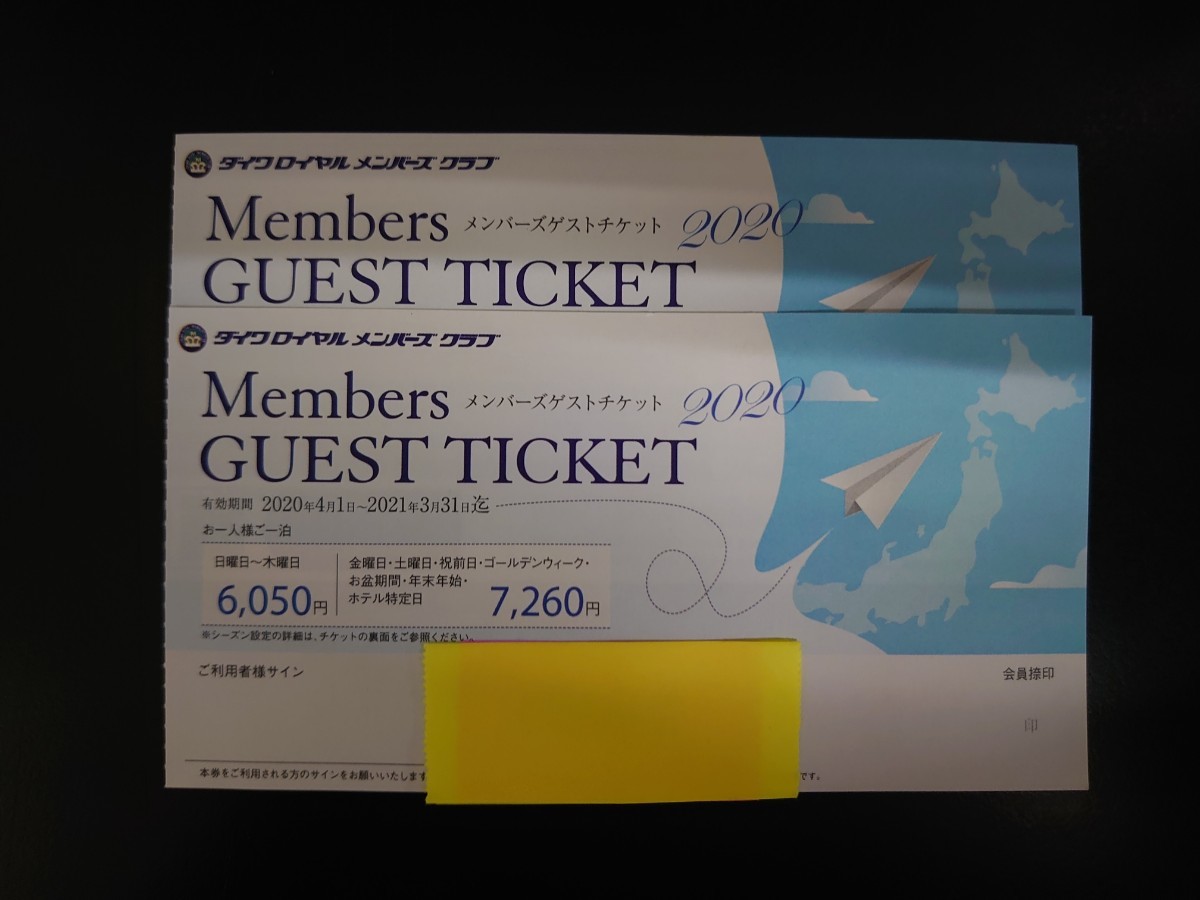 ダイワロイヤルメンバーズクラブ
Members メンバーズゲストチケット 2020
GUEST TICKET
ダイワロイヤルメンバーズクラブ
Members メンバーズゲストチケット 2020
GUEST TICKET
有効期間 2020年4月1日~2021年3月31日迄
お一人様ご一泊
日曜日~木曜日
6,050円
金曜日・土曜日・祝前日・ゴールデンウィーク・
お盆期間・年末年始・
ホテル特定日
7,260円
※シーズン設定の詳細は、チケットの裏面をご参照ください。
ご利用者様サイン
会員捺印
印
本券をご利用される方のサインをお願いいたします
です。